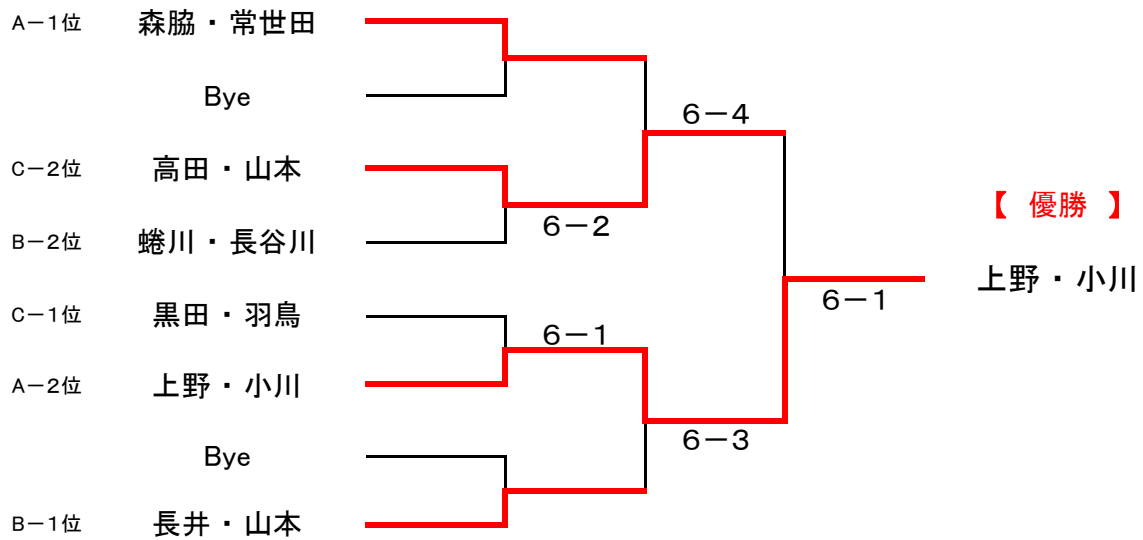 A－1位 森脇・常世田
Bye
6－4
C－2位 高田・山本
【 優勝 】
6－2
B－2位 蜷川・長谷川
上野・小川
6－1
C－1位 黒田・羽鳥
6－1
A－2位 上野・小川
6－3
Bye
B－1位 長井・山本